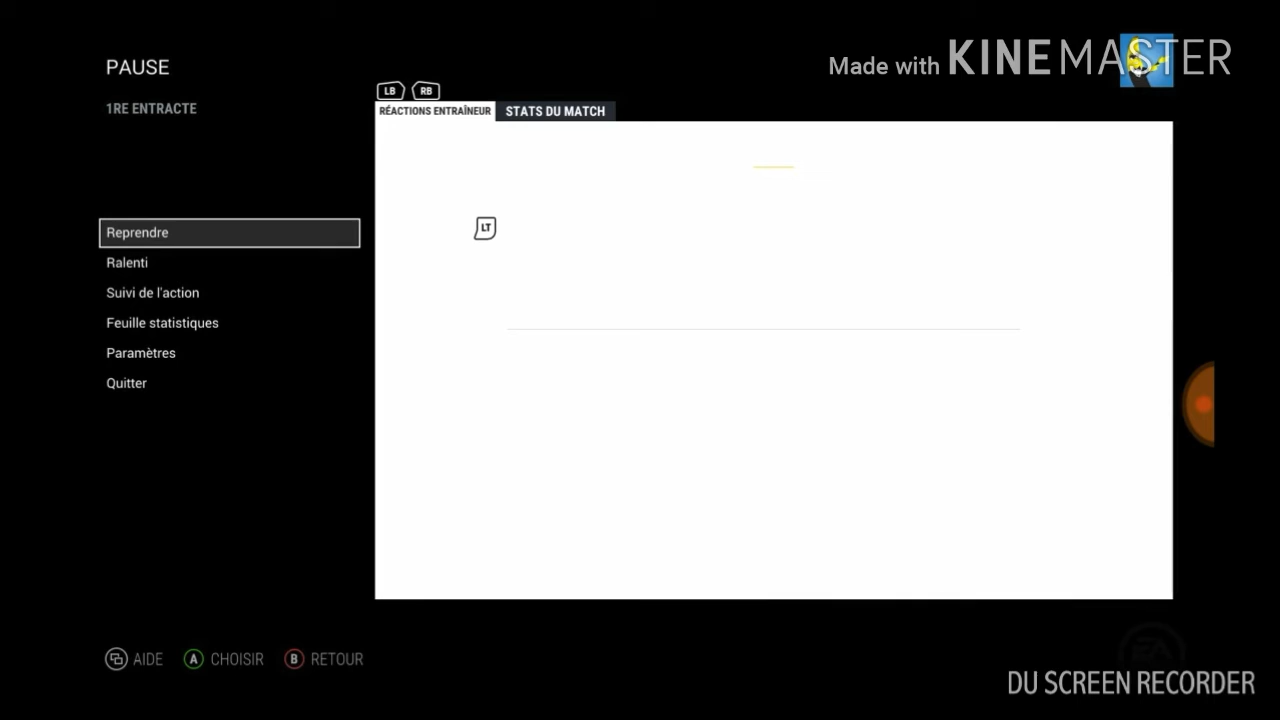 PAUSE
Made with KINEMASTER
1RE ENTRACTE
LB RB
RÉACTIONS ENTRAÎNEUR STATS DU MATCH
Reprendre
LT
Ralenti
Suivi de l'action
Feuille statistiques
Paramètres
Quitter
AIDE A CHOISIR B RETOUR
EA
DU SCREEN RECORDER